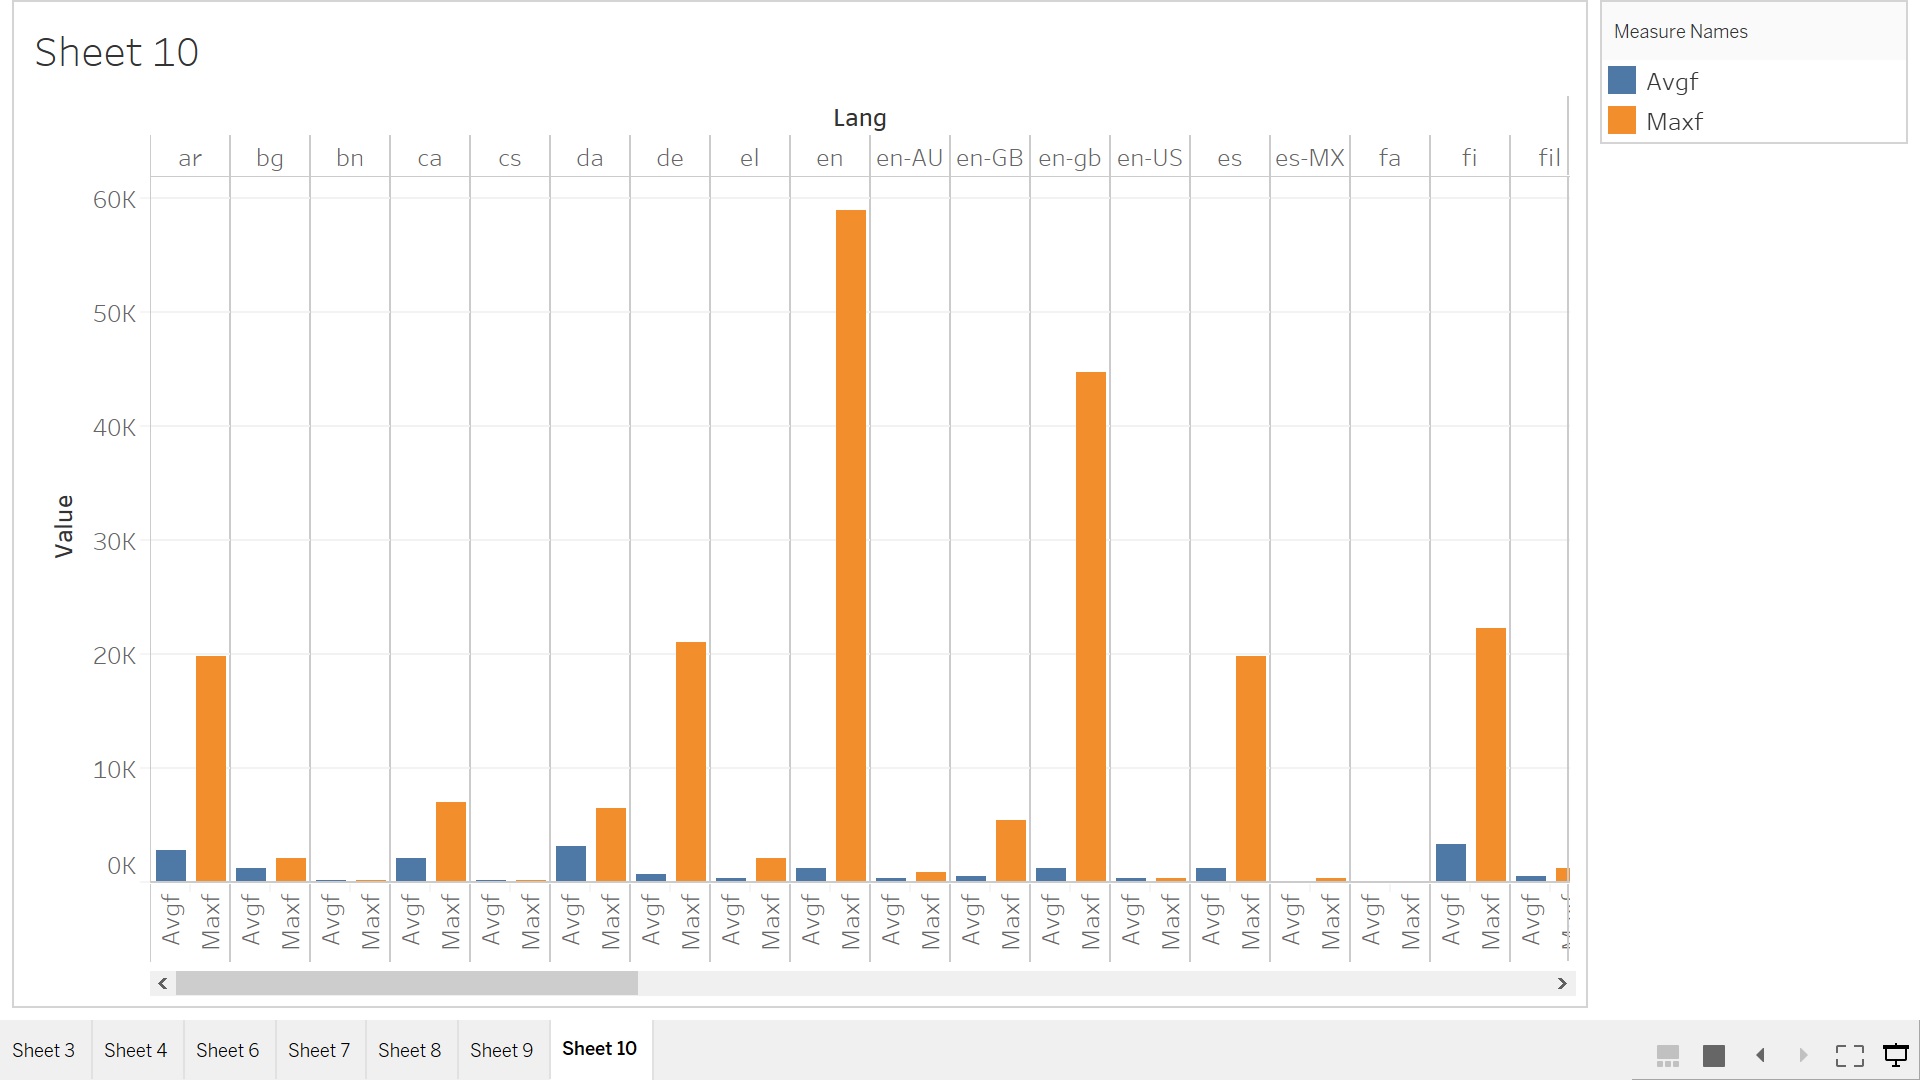 Sheet 10
Measure Names
Avgf
Maxf
Lang
ar bg bn ca cs da de el en en-AU en-GB en-gb en-US es es-MX fa fi fil
60K
50K
40K
30K
20K
10K
0K
Value
Avgf Maxf Avgf Maxf Avgf Maxf Avgf Maxf Avgf Maxf Avgf Maxf Avgf Maxf Avgf Maxf Avgf Maxf Avgf Maxf Avgf Maxf Avgf Maxf Avgf Maxf Avgf Maxf Avgf Maxf Avgf Maxf Avgf Maxf Avgf
Sheet 3 Sheet 4 Sheet 6 Sheet 7 Sheet 8 Sheet 9 Sheet 10